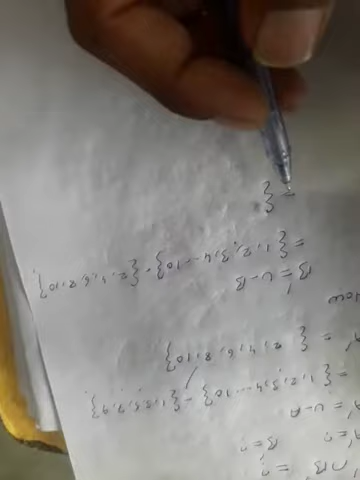 '∩B' = ?
A' = ? B' = ?
A' = U-A
= {1,2,3,4....10} - {1,3,5,7,9}
A' = {2,4,6,8,10}
Now
B' = U-B
= {1,2,3,4....10} - {2,4,6,8,10}
= {